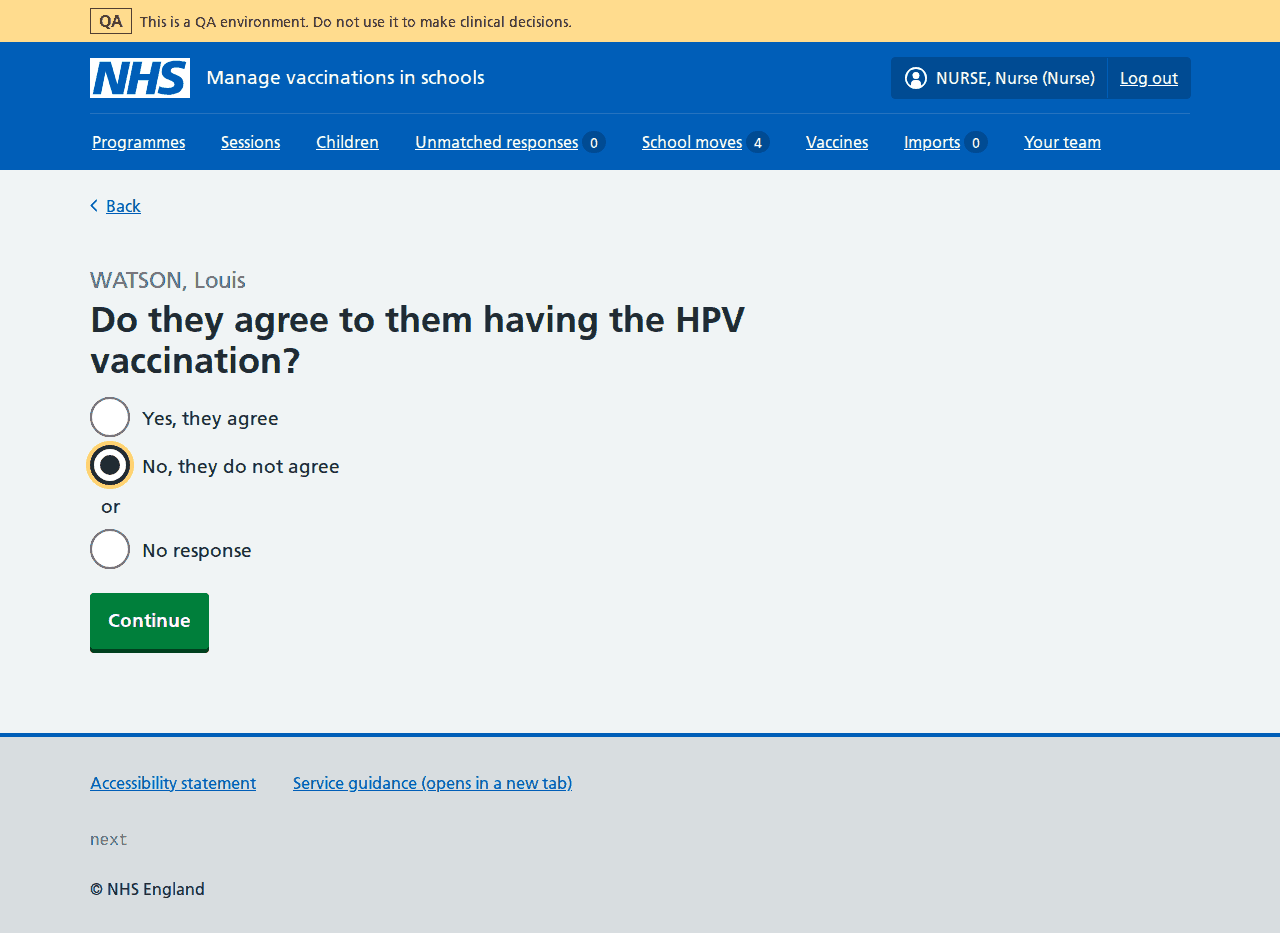 QA This is a QA environment. Do not use it to make clinical decisions.
NHS Manage vaccinations in schools NURSE, Nurse (Nurse) Log out
Programmes Sessions Children Unmatched responses 0 School moves 4 Vaccines Imports 0 Your team
Back
WATSON, Louis
Do they agree to them having the HPV
vaccination?
Yes, they agree
No, they do not agree
or
No response
Continue
Accessibility statement Service guidance (opens in a new tab)
next
© NHS England